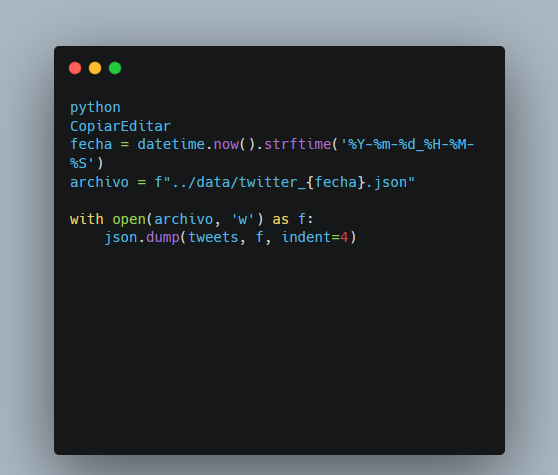 python
CopiarEditar
fecha = datetime.now().strftime('%Y-%m-%d_%H-%M-
%S')
archivo = f"../data/twitter_{fecha}.json"
with open(archivo, 'w') as f:
    json.dump(tweets, f, indent=4)